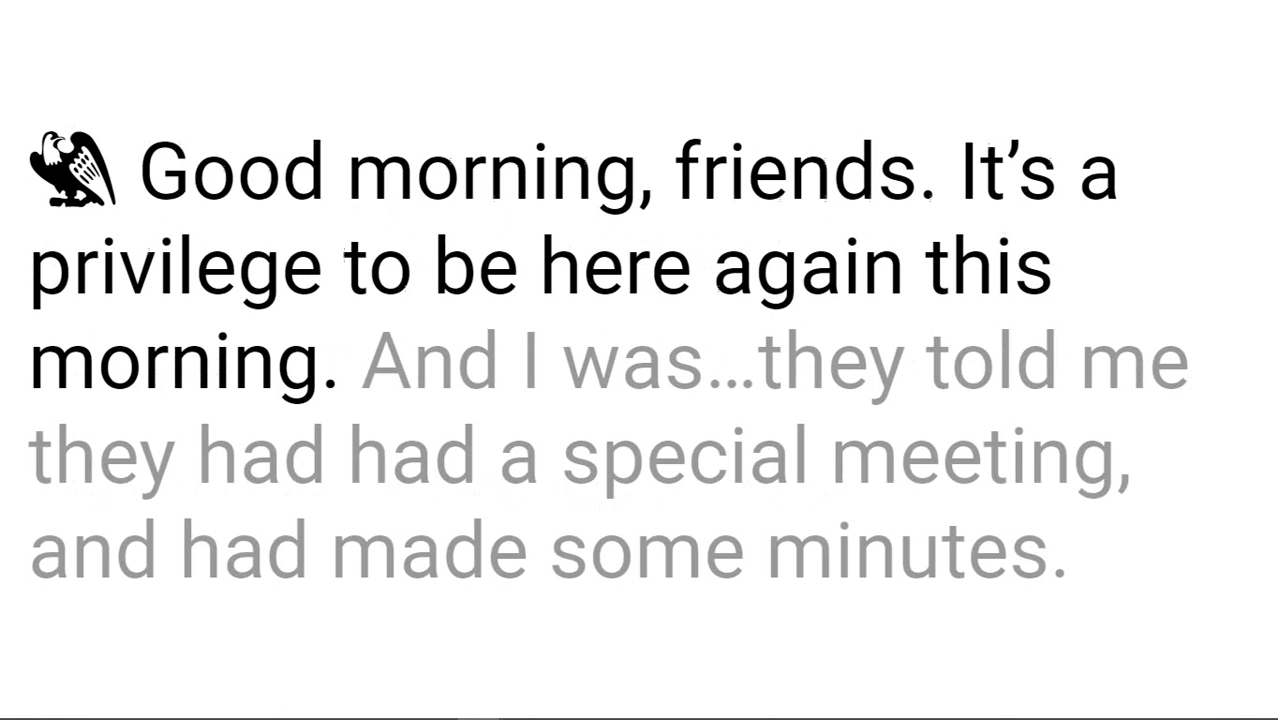 Good morning, friends. It’s a
privilege to be here again this
morning. And I was…they told me
they had had a special meeting,
and had made some minutes.